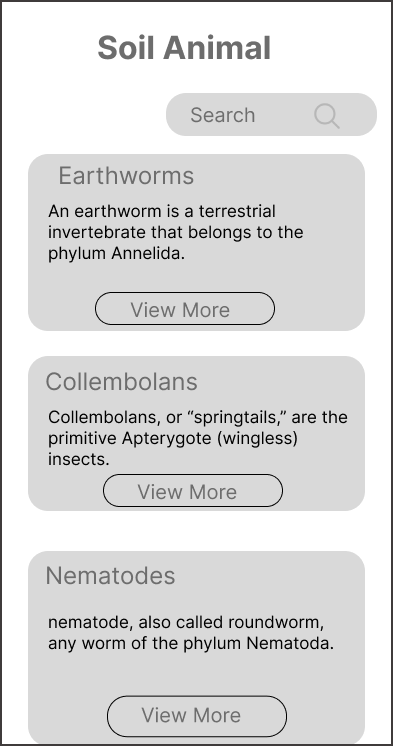 Soil Animal
Search
Earthworms
An earthworm is a terrestrial
invertebrate that belongs to the
phylum Annelida.
View More
Collembolans
Collembolans, or “springtails,” are the
primitive Apterygote (wingless)
insects.
View More
Nematodes
nematode, also called roundworm,
any worm of the phylum Nematoda.
View More